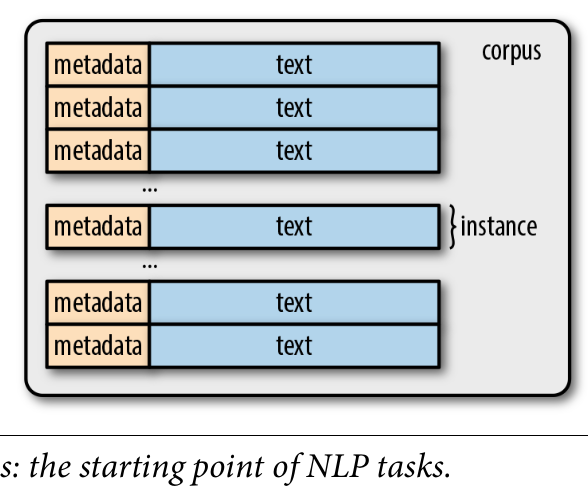 corpus
metadata text
metadata text
metadata text
...
metadata text } instance
...
metadata text
metadata text
s: the starting point of NLP tasks.